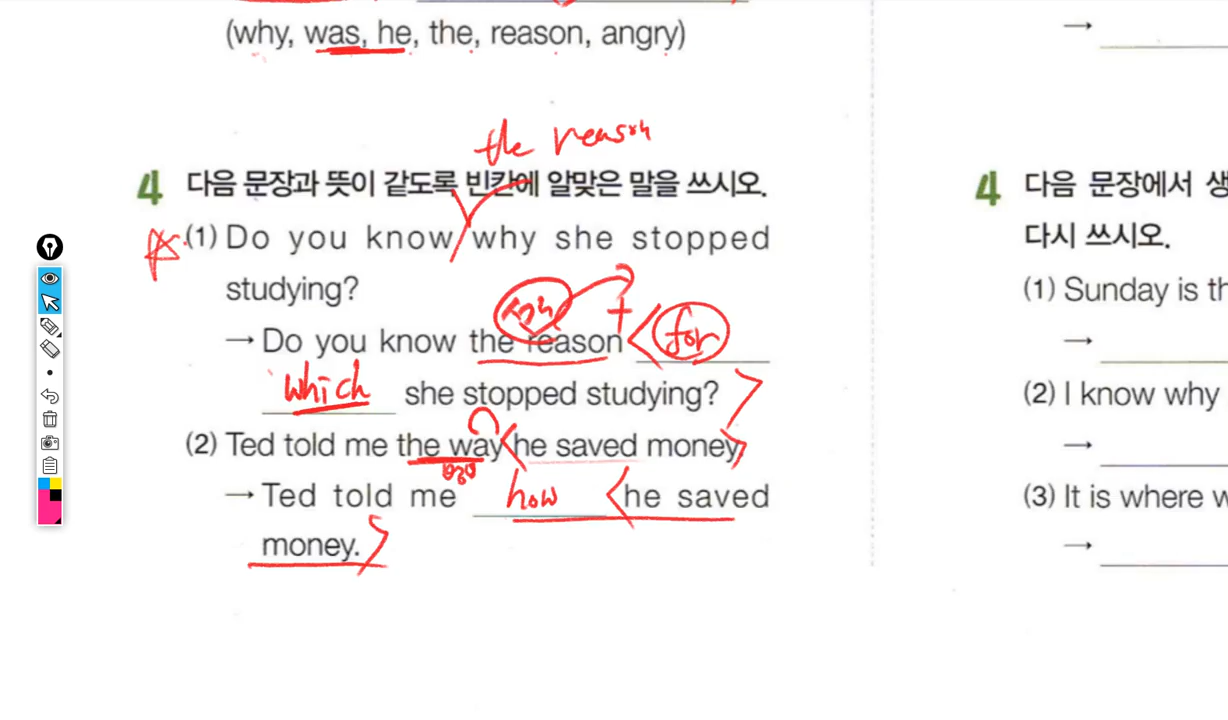 (why, was, he, the, reason, angry)
the reason
4 다음 문장과 뜻이 같도록 빈칸에 알맞은 말을 쓰시오.
(1) Do you know why she stopped
studying?
→ Do you know the reason for
which she stopped studying?
(2) Ted told me the way he saved money.
→ Ted told me how he saved
money.
→
4 다음 문장에서 생
다시 쓰시오.
(1) Sunday is th
→
(2) I know why
→
(3) It is where w
→